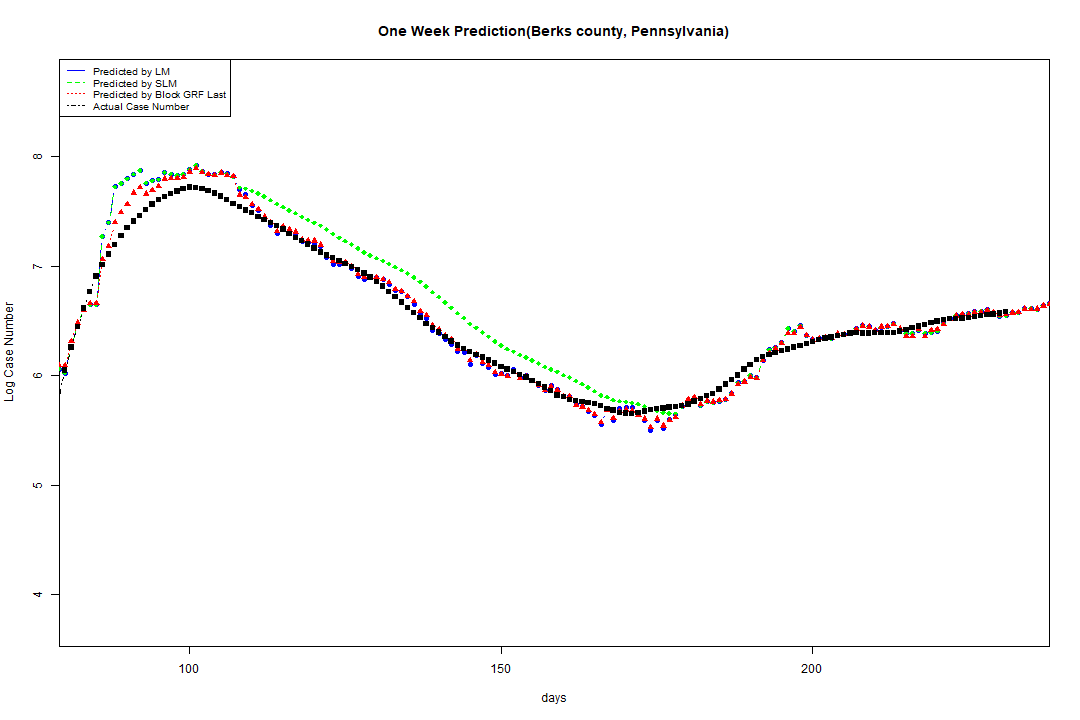 One Week Prediction(Berks county, Pennsylvania)
Predicted by LM
Predicted by SLM
Predicted by Block GRF Last
Actual Case Number
8
7
6
5
4
Log Case Number
100
150
200
days